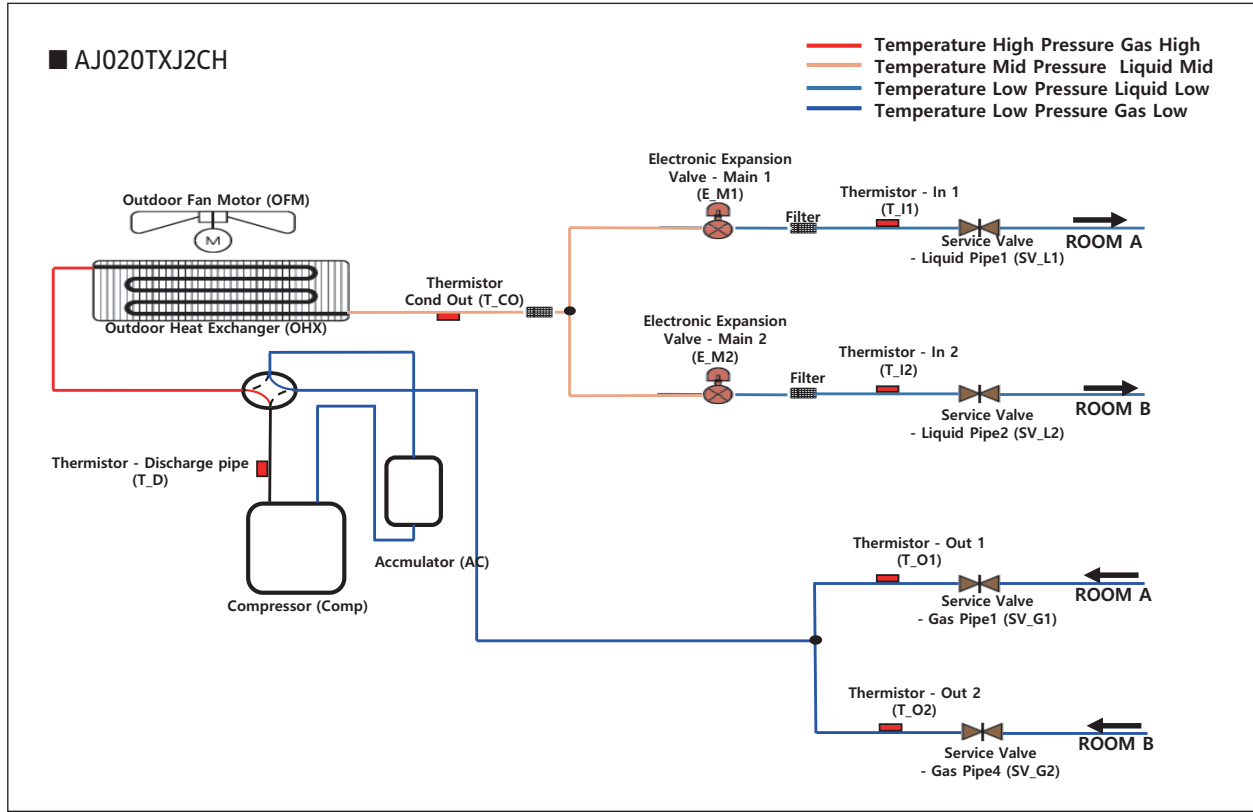 ■ AJ020TXJ2CH
Temperature High Pressure Gas High
Temperature Mid Pressure Liquid Mid
Temperature Low Pressure Liquid Low
Temperature Low Pressure Gas Low
Outdoor Fan Motor (OFM)
M
Outdoor Heat Exchanger (OHX)
Thermistor
Cond Out (T_CO)
Electronic Expansion
Valve - Main 1
(E_M1)
Filter
Thermistor - In 1
(T_I1)
Service Valve
- Liquid Pipe1 (SV_L1)
ROOM A
Electronic Expansion
Valve - Main 2
(E_M2)
Filter
Thermistor - In 2
(T_I2)
Service Valve
- Liquid Pipe2 (SV_L2)
ROOM B
Thermistor - Discharge pipe
(T_D)
Accmulator (AC)
Compressor (Comp)
Thermistor - Out 1
(T_O1)
Service Valve
- Gas Pipe1 (SV_G1)
ROOM A
Thermistor - Out 2
(T_O2)
Service Valve
- Gas Pipe4 (SV_G2)
ROOM B